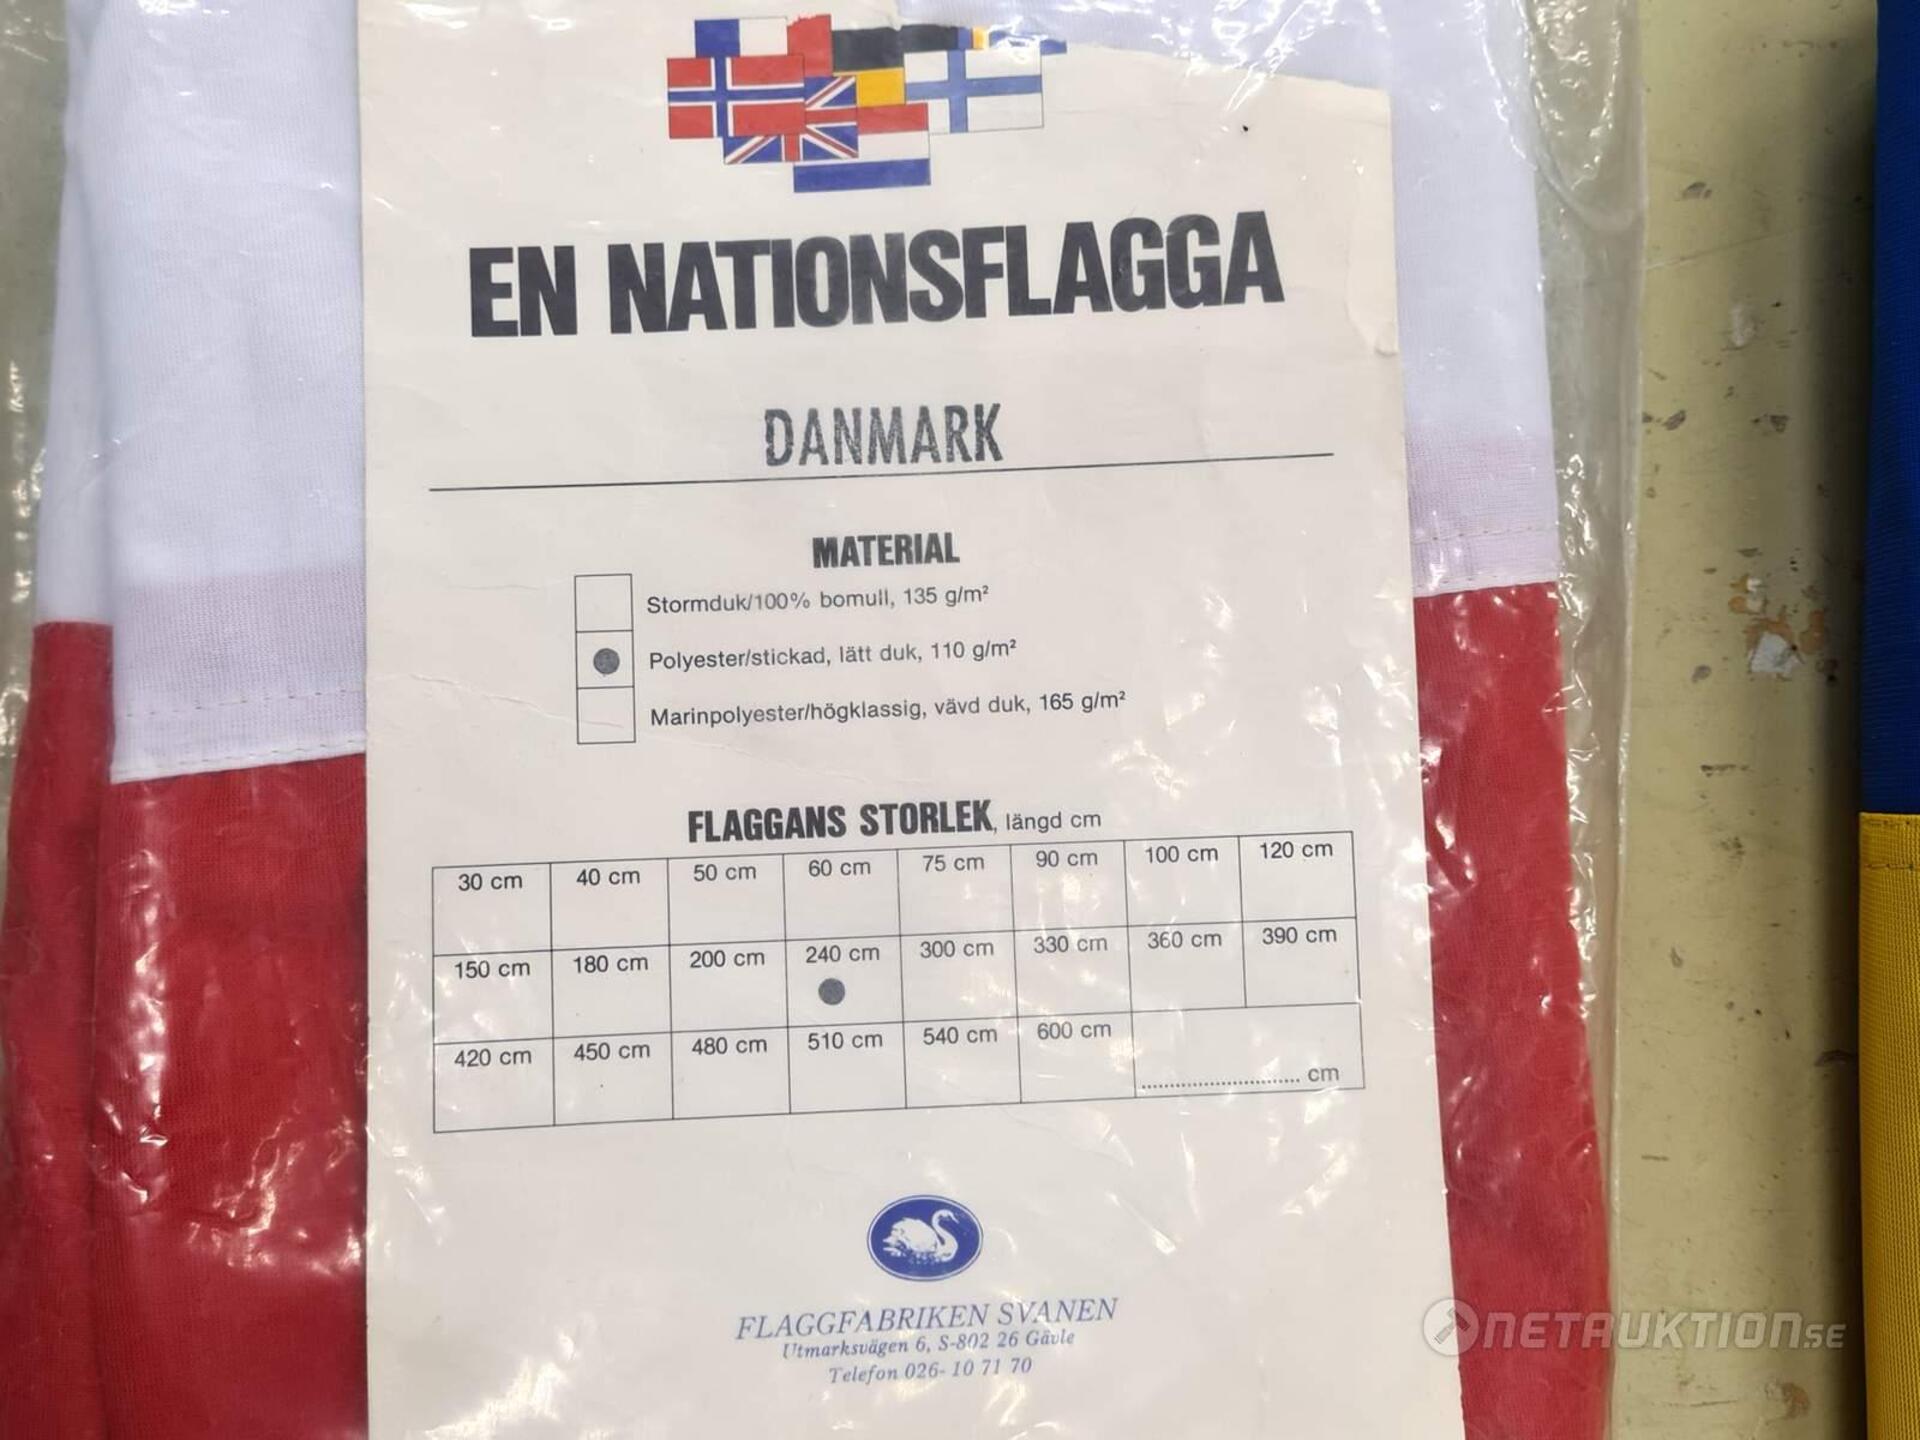 EN NATIONSFLAGGA
DANMARK
MATERIAL
Stormduk/100% bomull, 135 g/m²
Polyester/stickad, lätt duk, 110 g/m²
Marinpolyester/högklassig, vävd duk, 165 g/m²
FLAGGANS STORLEK, längd cm
30 cm 40 cm 50 cm 60 cm 75 cm 90 cm 100 cm 120 cm
150 cm 180 cm 200 cm 240 cm 300 cm 330 cm 360 cm 390 cm
420 cm 450 cm 480 cm 510 cm 540 cm 600 cm
............................ cm
FLAGGFABRIKEN SVANEN
Utmarksvägen 6, S-802 26 Gävle
Telefon 026-10 71 70
NETAUKTION.SE